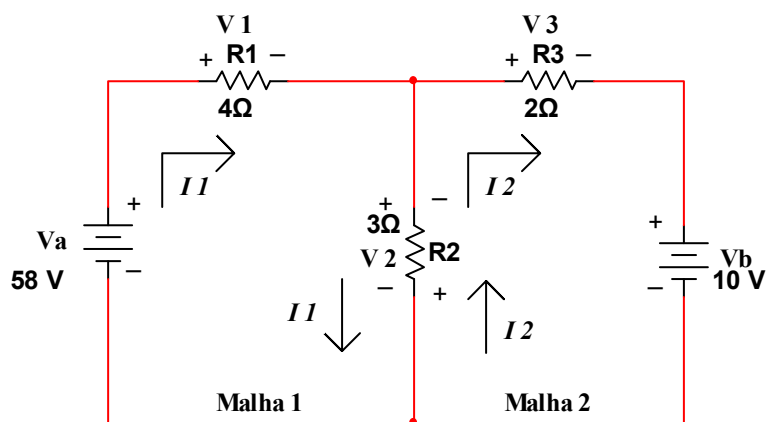 V 1
V 3
+ R1 −
+ R3 −
4Ω
2Ω
I 1
I 2
+
+ −
+
3Ω
Va
V 2 R2
Vb
58 V
−
− +
−
10 V
I 1
I 2
Malha 1
Malha 2